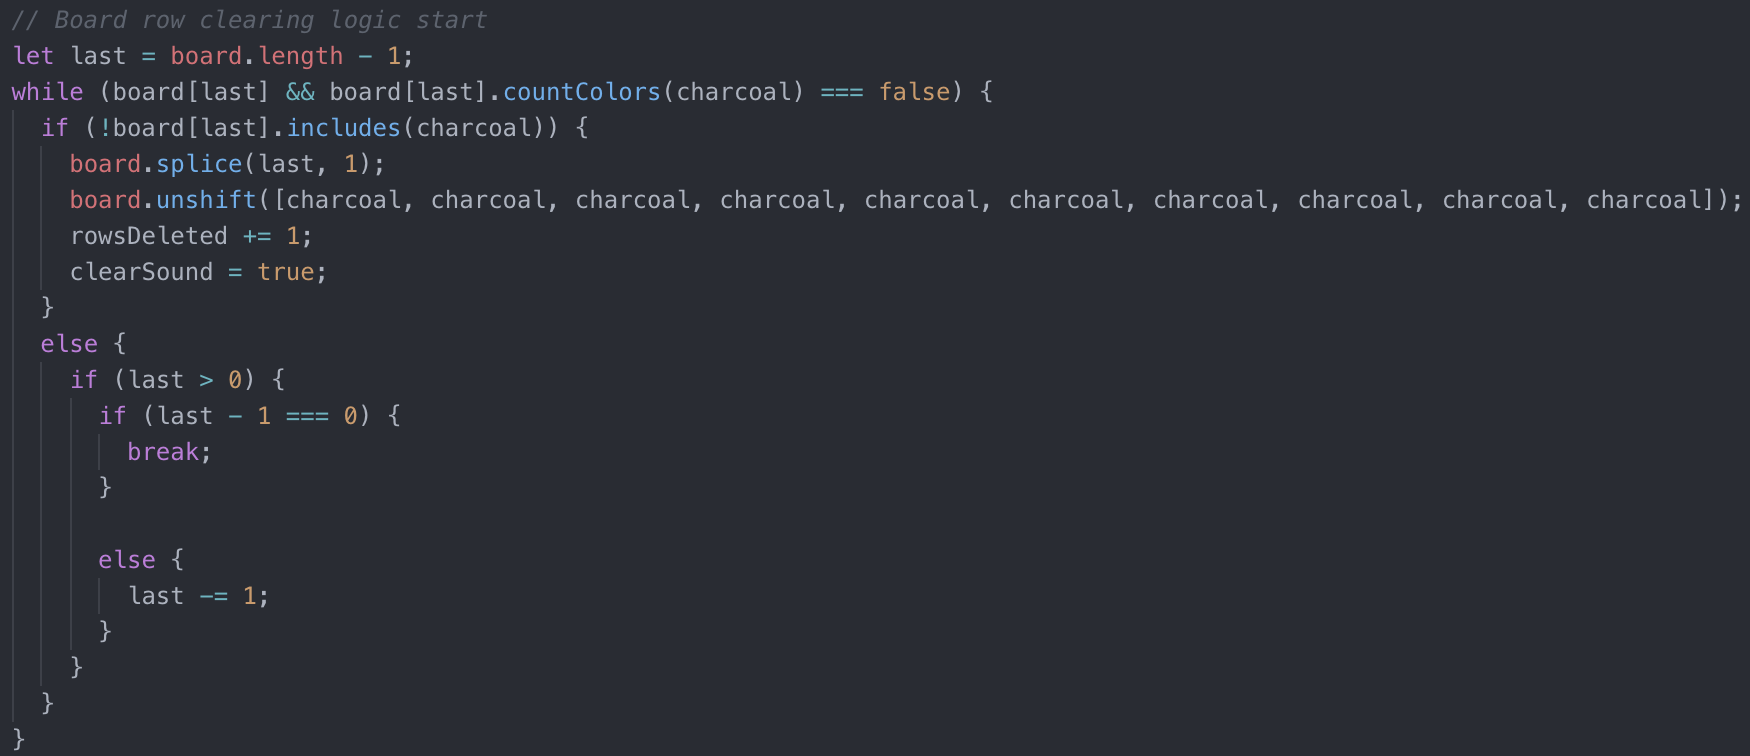 // Board row clearing logic start
let last = board.length - 1;
while (board[last] && board[last].countColors(charcoal) === false) {
  if (!board[last].includes(charcoal)) {
    board.splice(last, 1);
    board.unshift([charcoal, charcoal, charcoal, charcoal, charcoal, charcoal, charcoal, charcoal, charcoal, charcoal]);
    rowsDeleted += 1;
    clearSound = true;
  }
  else {
    if (last > 0) {
      if (last - 1 === 0) {
        break;
      }

      else {
        last -= 1;
      }
    }
  }
}